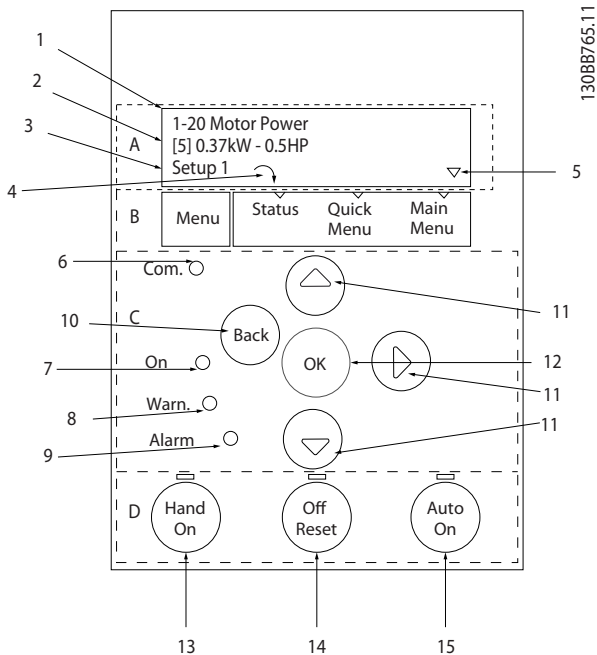 130BB765.11
1
2
3
4
A
1-20 Motor Power
[5] 0.37kW - 0.5HP
Setup 1
5
B
Menu
Status
Quick
Menu
Main
Menu
6
Com.
C
10
Back
11
OK
12
7
On
11
8
Warn.
11
9
Alarm
D
Hand
On
Off
Reset
Auto
On
13
14
15